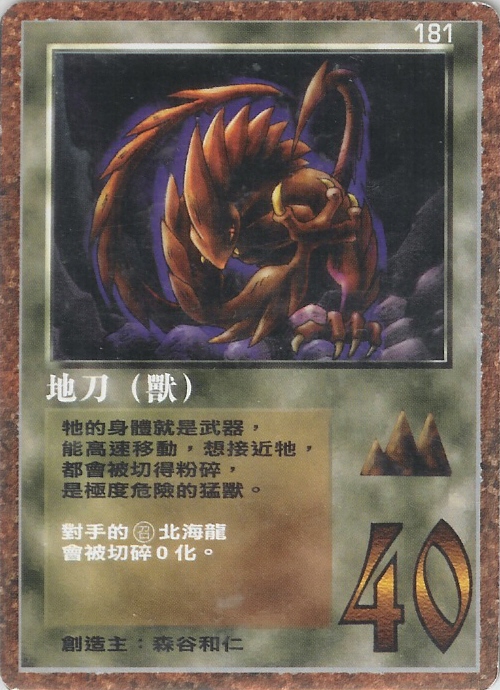 181
地刀（獸）
牠的身體就是武器，
能高速移動，想接近牠，
都會被切得粉碎，
是極度危險的猛獸。
對手的㊁北海龍
會被切碎0化。
40
創造主：森谷和仁